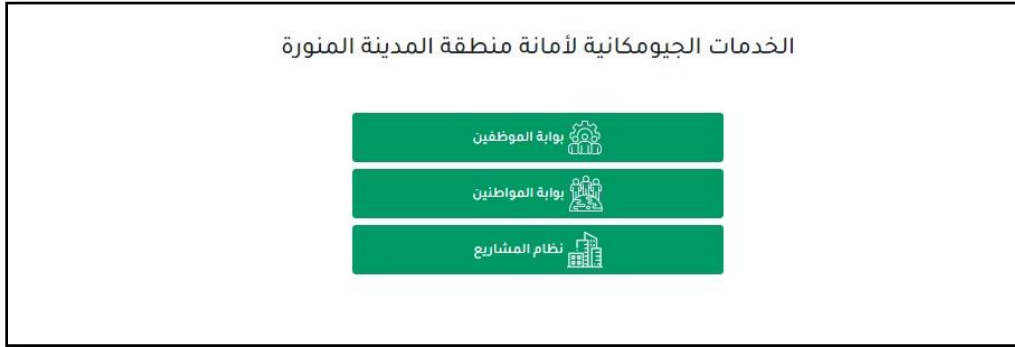 الخدمات الجيومكانية لأمانة منطقة المدينة المنورة
بوابة الموظفين
بوابة المواطنين
نظام المشاريع